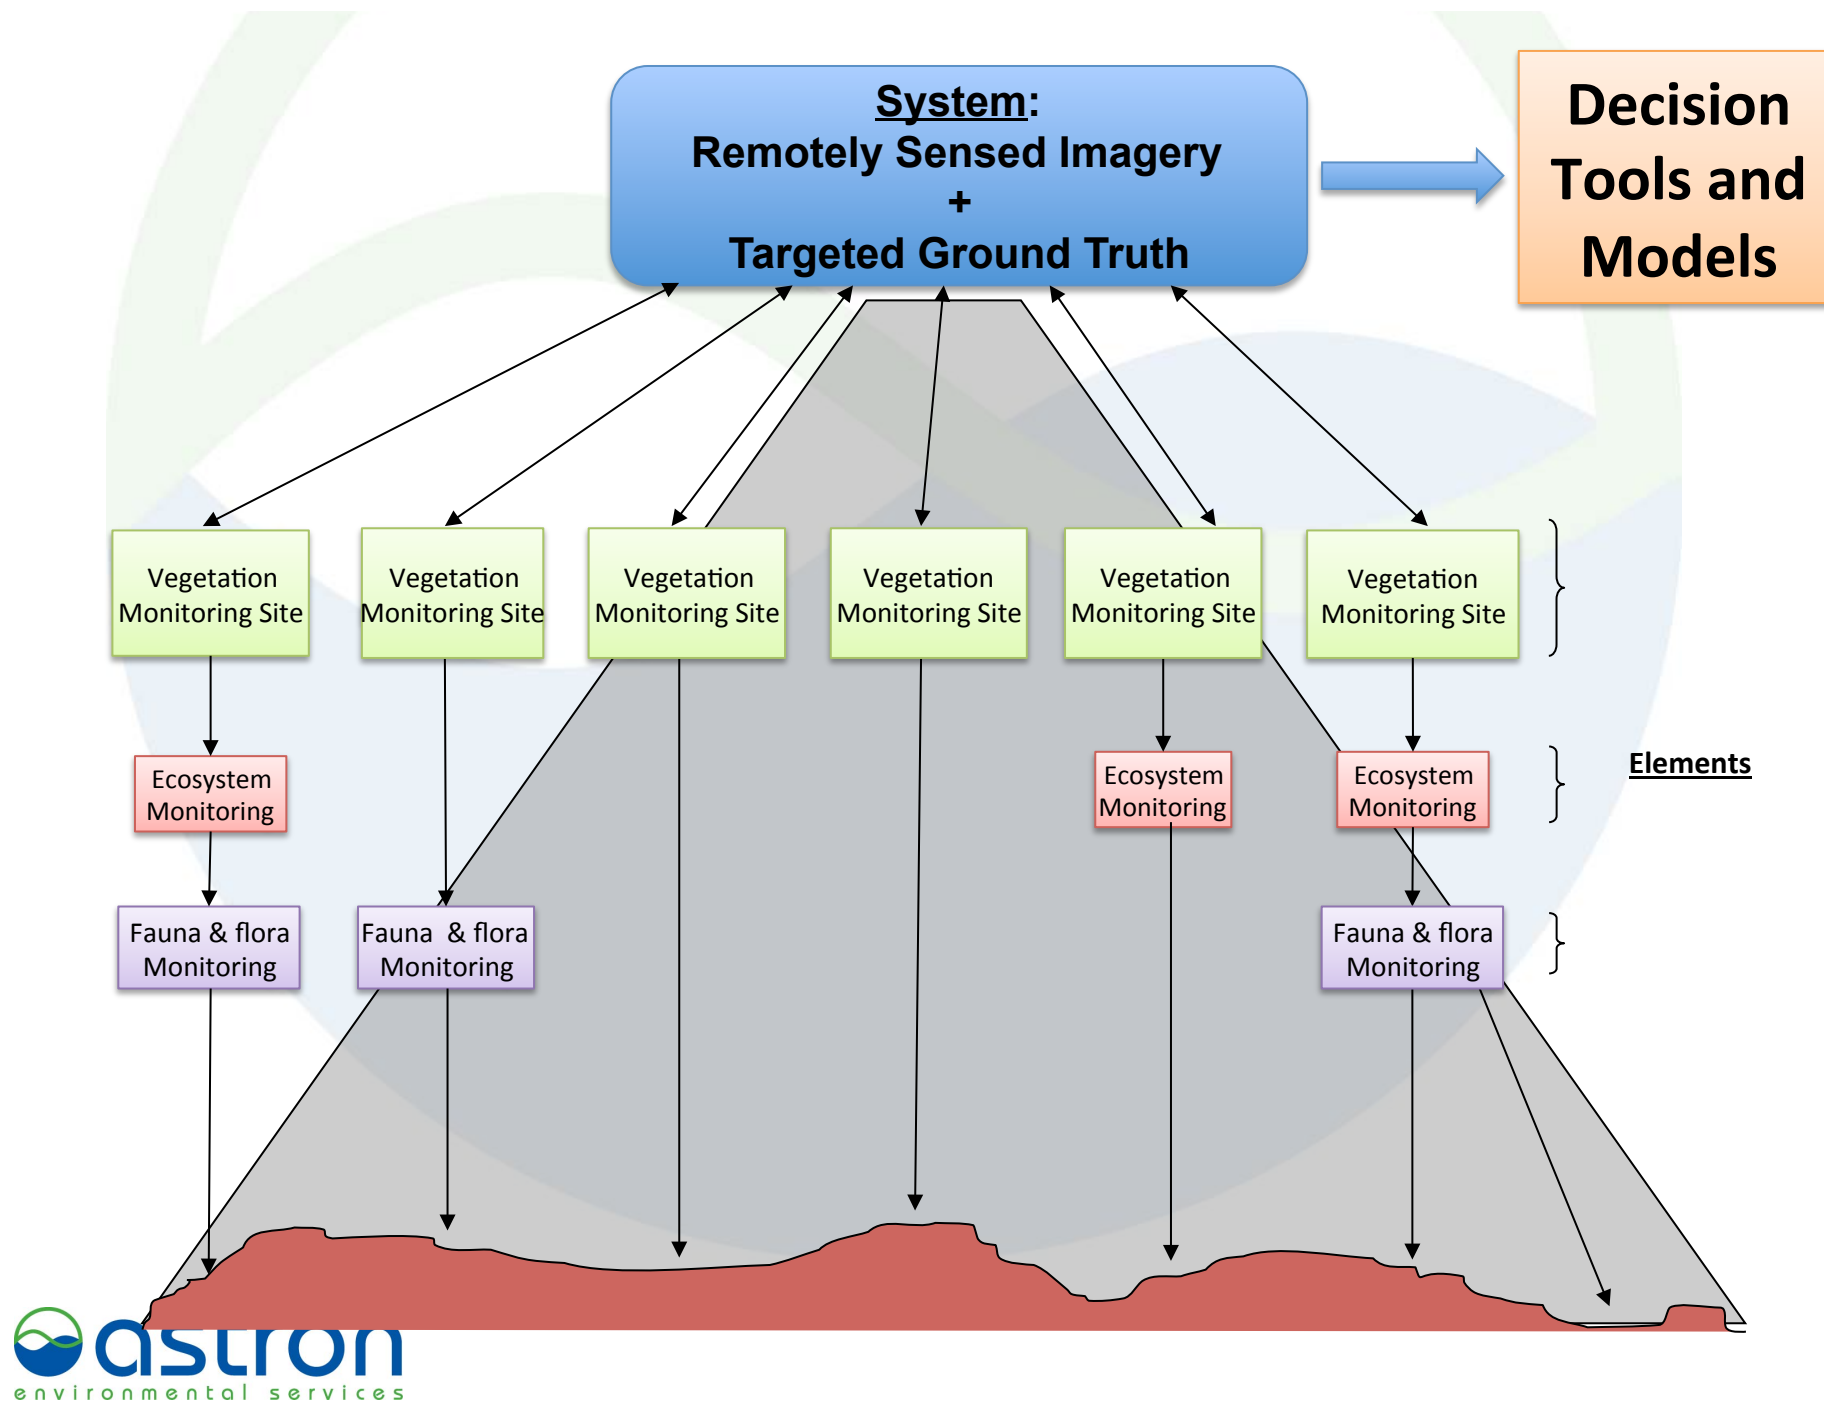 System:
Remotely Sensed Imagery
+
Targeted Ground Truth
Decision
Tools and
Models
Vegetation
Monitoring Site
Vegetation
Monitoring Site
Vegetation
Monitoring Site
Vegetation
Monitoring Site
Vegetation
Monitoring Site
Vegetation
Monitoring Site
Ecosystem
Monitoring
Ecosystem
Monitoring
Ecosystem
Monitoring
Elements
Fauna & flora
Monitoring
Fauna & flora
Monitoring
Fauna & flora
Monitoring
astron
environmental services